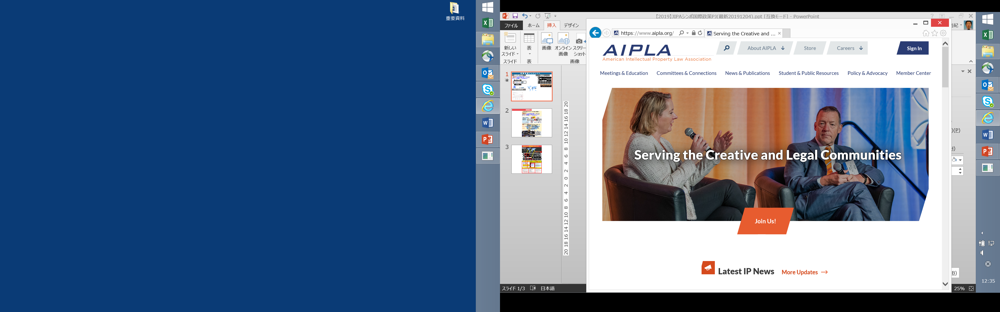 重要資料
【2019】JIPAシンポ国際政策PJ(最新20191204).ppt [互換モード] - PowerPoint
ファイル
ホーム
挿入
デザイン
新しい
スライド
スライド
表
表
画像
オンライン
画像
スクリー
ショット
画像
1
2
3
20 18 16 14 12 10 8 6 4 2 0 2 4 6 8 10 12 14 16 18 20
スライド 1/3
日本語
https://www.aipla.org/
Serving the Creative and ...
AIPLA
American Intellectual Property Law Association
About AIPLA
Store
Careers
Sign In
Meetings & Education
Committees & Connections
News & Publications
Student & Public Resources
Policy & Advocacy
Member Center
Serving the Creative and Legal Communities
Join Us!
Latest IP News
More Updates
)(P)
H)
B)
25%
12:35